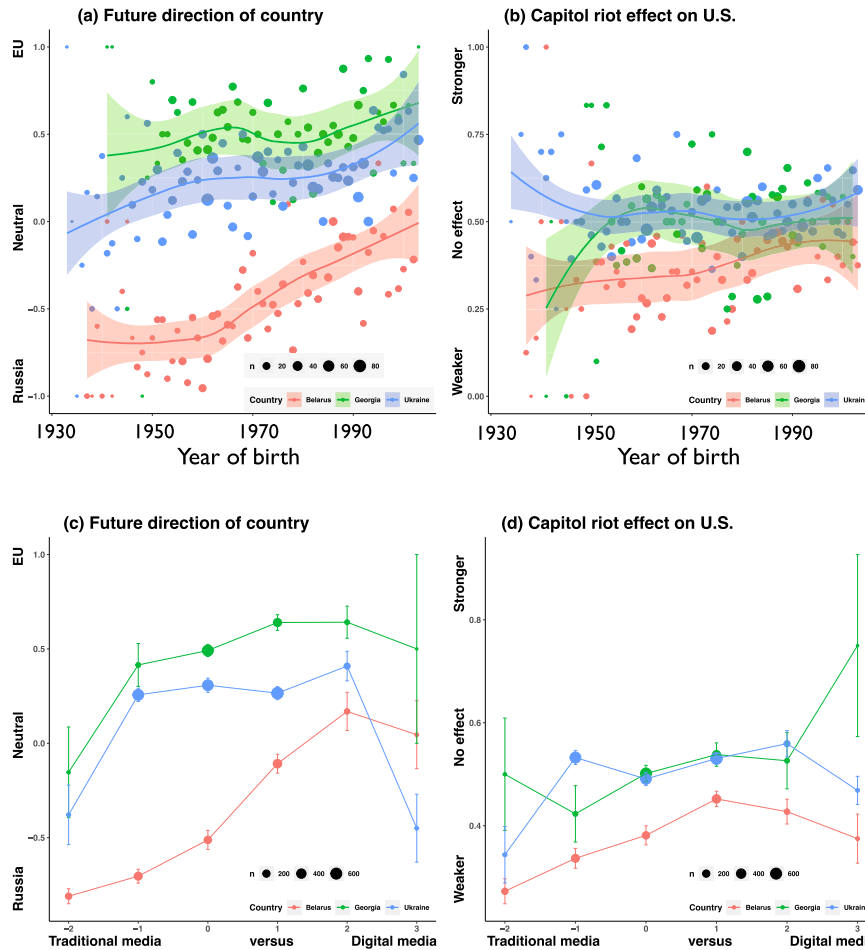 (a) Future direction of country
EU
Neutral
Russia
1.0
0.5
0.0
−0.5
−1.0
n 20 40 60 80
Country Belarus Georgia Ukraine
1930 1950 1970 1990
Year of birth
(b) Capitol riot effect on U.S.
Stronger
No effect
Weaker
1.00
0.75
0.50
0.25
0.00
n 20 40 60 80
Country Belarus Georgia Ukrain
1930 1950 1970 1990
Year of birth
(c) Future direction of country
EU
Neutral
Russia
1.0
0.5
0.0
−0.5
n 200 400 600
Country Belarus Georgia Ukraine
−2 −1 0 1 2 3
Traditional media versus Digital media
(d) Capitol riot effect on U.S.
Stronger
No effect
Weaker
0.8
0.6
0.4
n 200 400 600
Country Belarus Georgia Ukrain
−2 −1 0 1 2 3
Traditional media versus Digital med